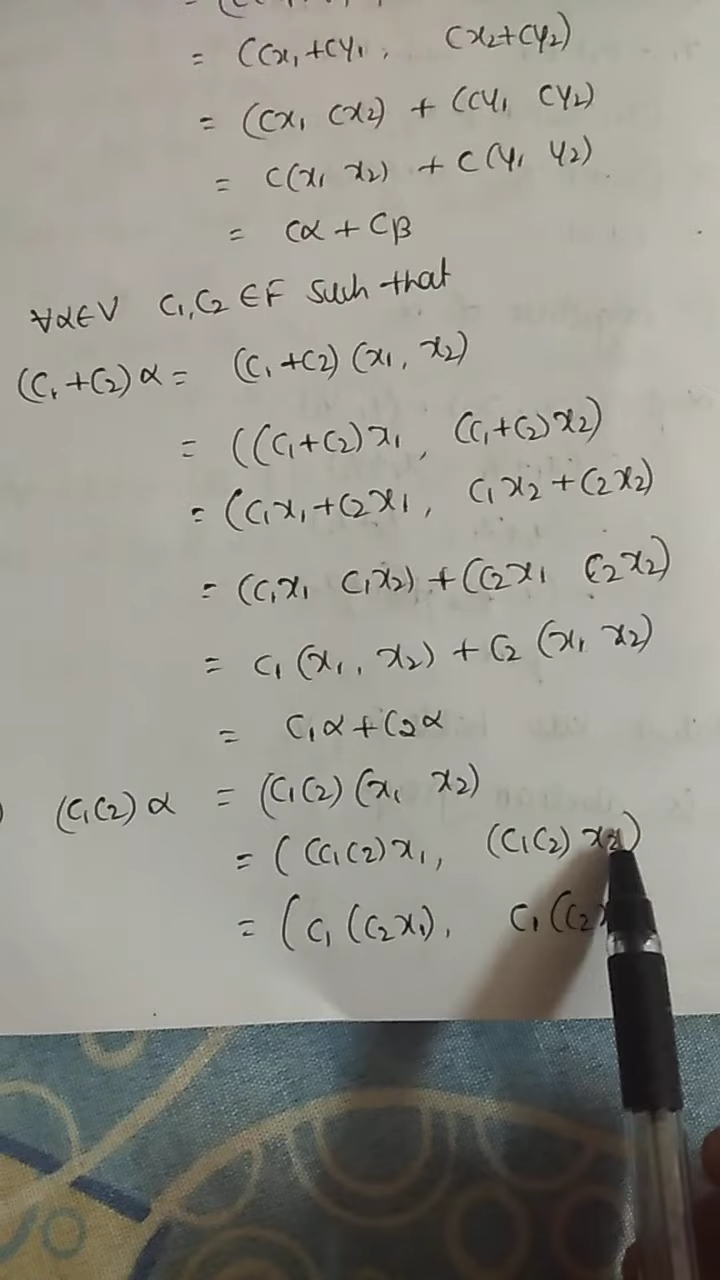 = (Cx₁+Cy₁, Cx₂+Cy₂)
= (Cx₁ Cx₂) + (Cy₁ Cy₂)
= C(x₁ x₂) + C(y₁ y₂)
= Cα + Cβ
∀α∈V C₁,C₂ ∈F such that
(C₁+C₂)α = (C₁+C₂)(x₁, x₂)
= ((C₁+C₂)x₁, (C₁+C₂)x₂)
= (C₁x₁+C₂x₁, C₁x₂+C₂x₂)
= (C₁x₁ C₁x₂)+(C₂x₁ C₂x₂)
= C₁(x₁, x₂)+C₂(x₁ x₂)
= C₁α+C₂α
(C₁C₂)α = (C₁C₂)(x₁ x₂)
= ((C₁C₂)x₁, (C₁C₂)x₂)
= (C₁(C₂x₁), C₁(C₂